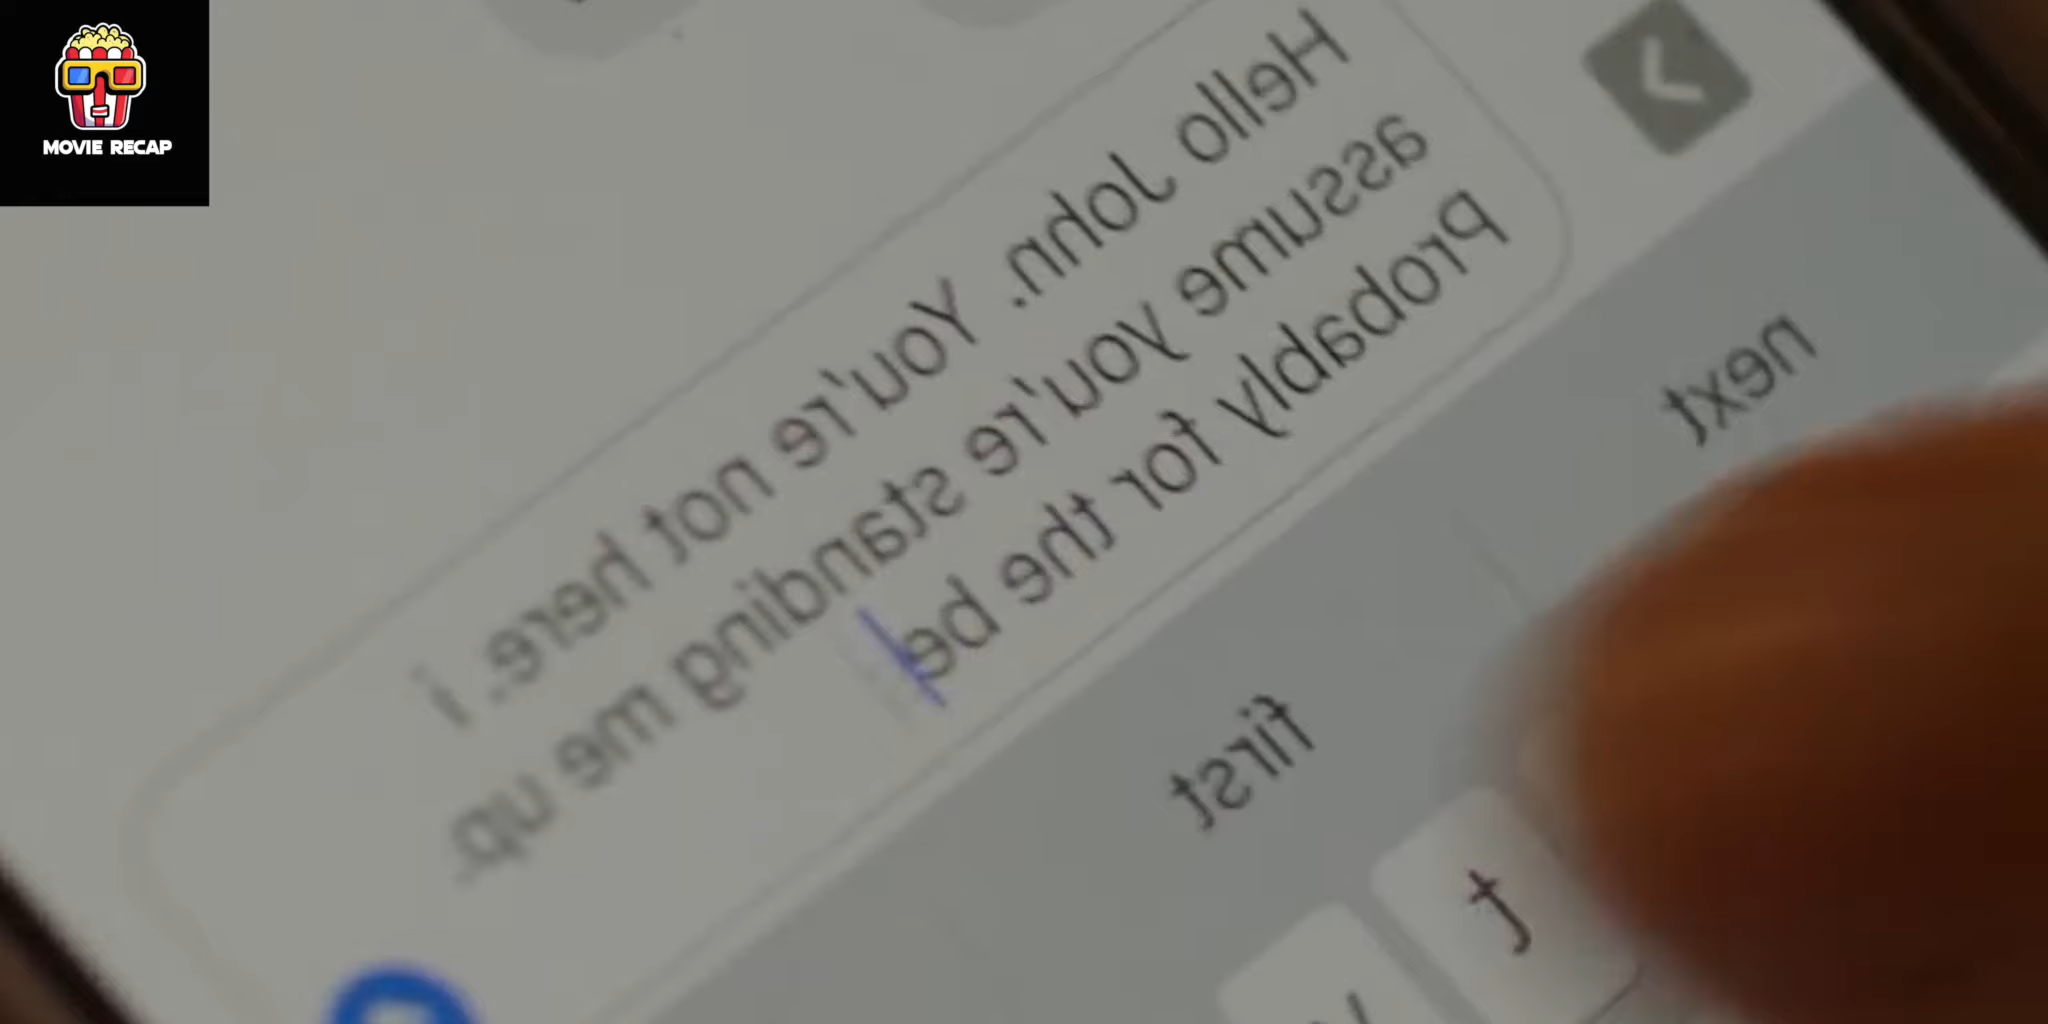 MOVIE RECAP
Hello John. You're not here. i
assume you're standing me up.
Probably for the be
next
first
t
y